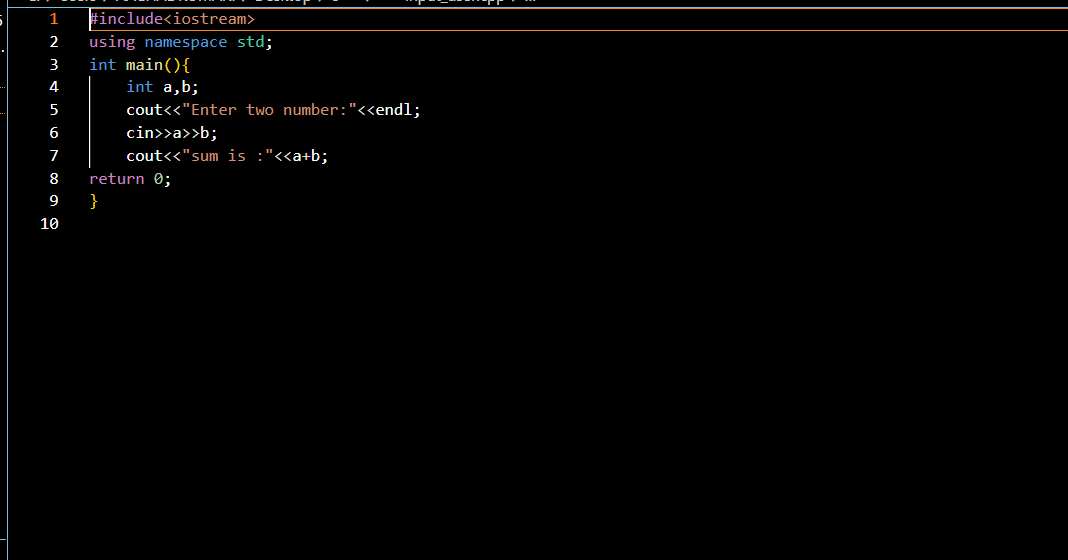 1 #include<iostream>
2 using namespace std;
3 int main(){
4     int a,b;
5     cout<<"Enter two number:"<<endl;
6     cin>>a>>b;
7     cout<<"sum is :"<<a+b;
8 return 0;
9 }
10